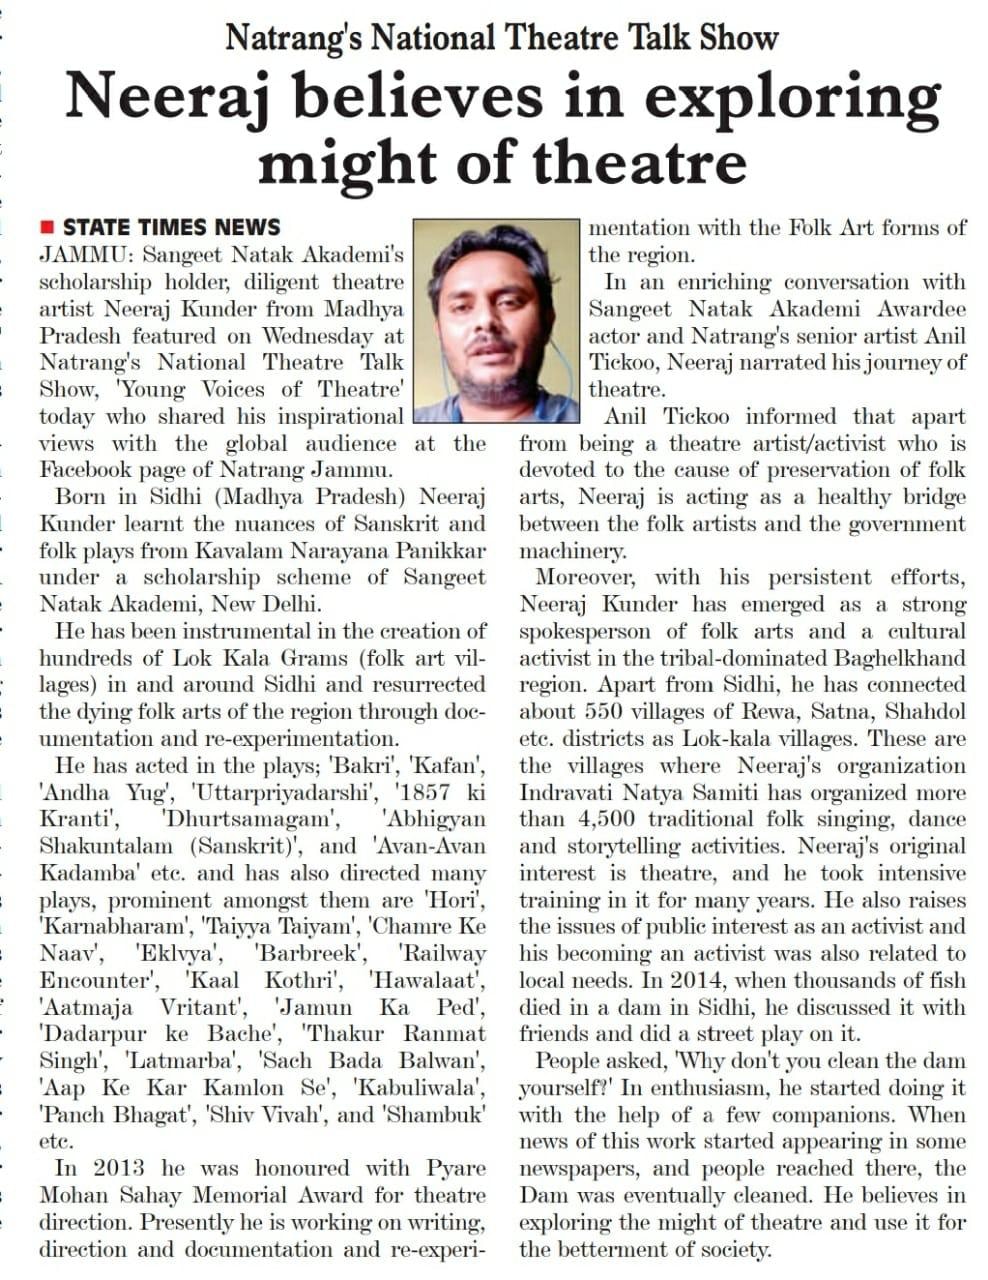 Natrang's National Theatre Talk Show
Neeraj believes in exploring
might of theatre
STATE TIMES NEWS
JAMMU: Sangeet Natak Akademi's
scholarship holder, diligent theatre
artist Neeraj Kunder from Madhya
Pradesh featured on Wednesday at
Natrang's National Theatre Talk
Show, 'Young Voices of Theatre'
today who shared his inspirational
views with the global audience at the
Facebook page of Natrang Jammu.
Born in Sidhi (Madhya Pradesh) Neeraj
Kunder learnt the nuances of Sanskrit and
folk plays from Kavalam Narayana Panikkar
under a scholarship scheme of Sangeet
Natak Akademi, New Delhi.
He has been instrumental in the creation of
hundreds of Lok Kala Grams (folk art vil-
lages) in and around Sidhi and resurrected
the dying folk arts of the region through doc-
umentation and re-experimentation.
He has acted in the plays; 'Bakri', 'Kafan',
'Andha Yug', 'Uttarpriyadarshi', '1857 ki
Kranti', 'Dhurtsamagam', 'Abhigyan
Shakuntalam (Sanskrit)', and 'Avan-Avan
Kadamba' etc. and has also directed many
plays, prominent amongst them are 'Hori',
'Karnabharam', 'Taiyya Taiyam', 'Chamre Ke
Naav', 'Eklvya', 'Barbreek', 'Railway
Encounter', 'Kaal Kothri', 'Hawalaat',
'Aatmaja Vritant', 'Jamun Ka Ped',
'Dadarpur ke Bache', 'Thakur Ranmat
Singh', 'Latmarba', 'Sach Bada Balwan',
'Aap Ke Kar Kamlon Se', 'Kabuliwala',
'Panch Bhagat', 'Shiv Vivah', and 'Shambuk'
etc.
In 2013 he was honoured with Pyare
Mohan Sahay Memorial Award for theatre
direction. Presently he is working on writing,
direction and documentation and re-experi-
mentation with the Folk Art forms of
the region.
In an enriching conversation with
Sangeet Natak Akademi Awardee
actor and Natrang's senior artist Anil
Tickoo, Neeraj narrated his journey of
theatre.
Anil Tickoo informed that apart
from being a theatre artist/activist who is
devoted to the cause of preservation of folk
arts, Neeraj is acting as a healthy bridge
between the folk artists and the government
machinery.
Moreover, with his persistent efforts,
Neeraj Kunder has emerged as a strong
spokesperson of folk arts and a cultural
activist in the tribal-dominated Baghelkhand
region. Apart from Sidhi, he has connected
about 550 villages of Rewa, Satna, Shahdol
etc. districts as Lok-kala villages. These are
the villages where Neeraj's organization
Indravati Natya Samiti has organized more
than 4,500 traditional folk singing, dance
and storytelling activities. Neeraj's original
interest is theatre, and he took intensive
training in it for many years. He also raises
the issues of public interest as an activist and
his becoming an activist was also related to
local needs. In 2014, when thousands of fish
died in a dam in Sidhi, he discussed it with
friends and did a street play on it.
People asked, 'Why don't you clean the dam
yourself?' In enthusiasm, he started doing it
with the help of a few companions. When
news of this work started appearing in some
newspapers, and people reached there, the
Dam was eventually cleaned. He believes in
exploring the might of theatre and use it for
the betterment of society.